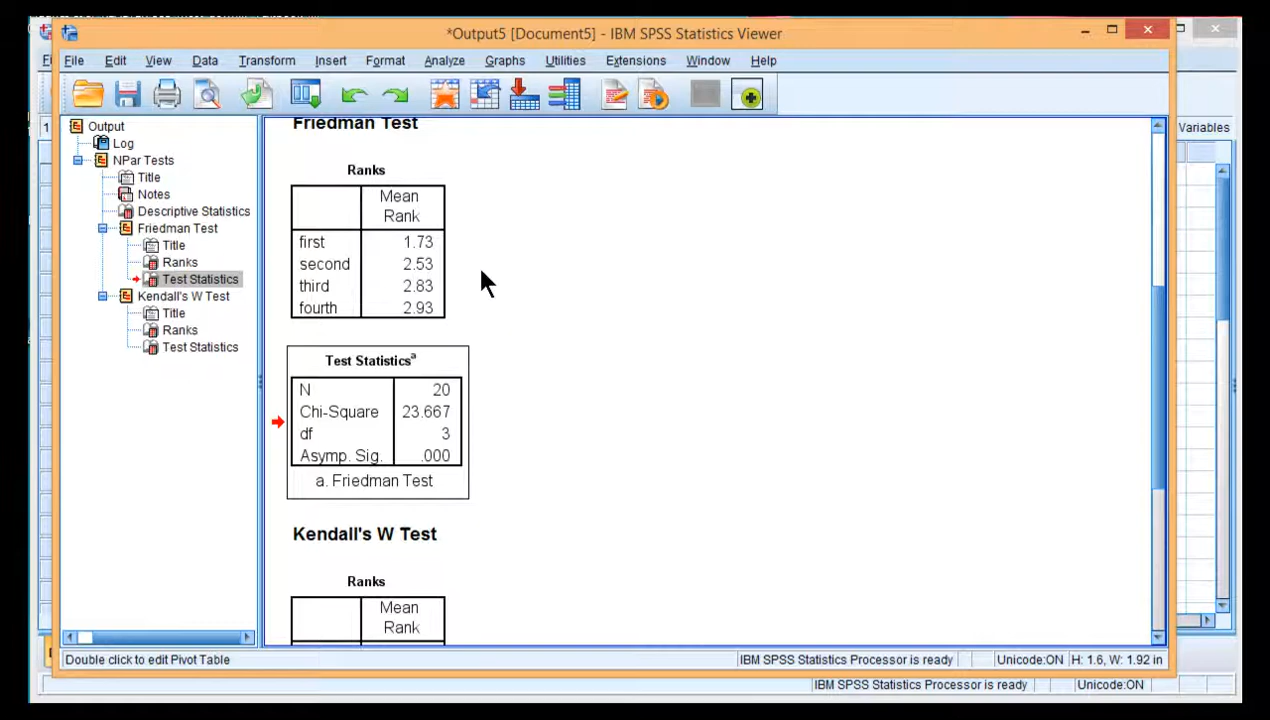 *Output5 [Document5] - IBM SPSS Statistics Viewer
File Edit View Data Transform Insert Format Analyze Graphs Utilities Extensions Window Help
1
Variables
Output
Log
NPar Tests
Title
Notes
Descriptive Statistics
Friedman Test
Title
Ranks
Test Statistics
Kendall's W Test
Title
Ranks
Test Statistics
Friedman Test
Ranks
Mean
Rank
first 1.73
second 2.53
third 2.83
fourth 2.93
Test Statisticsa
N 20
Chi-Square 23.667
df 3
Asymp. Sig. .000
a. Friedman Test
Kendall's W Test
Ranks
Mean
Rank
Double click to edit Pivot Table
IBM SPSS Statistics Processor is ready Unicode:ON H: 1.6, W: 1.92 in
IBM SPSS Statistics Processor is ready Unicode:ON